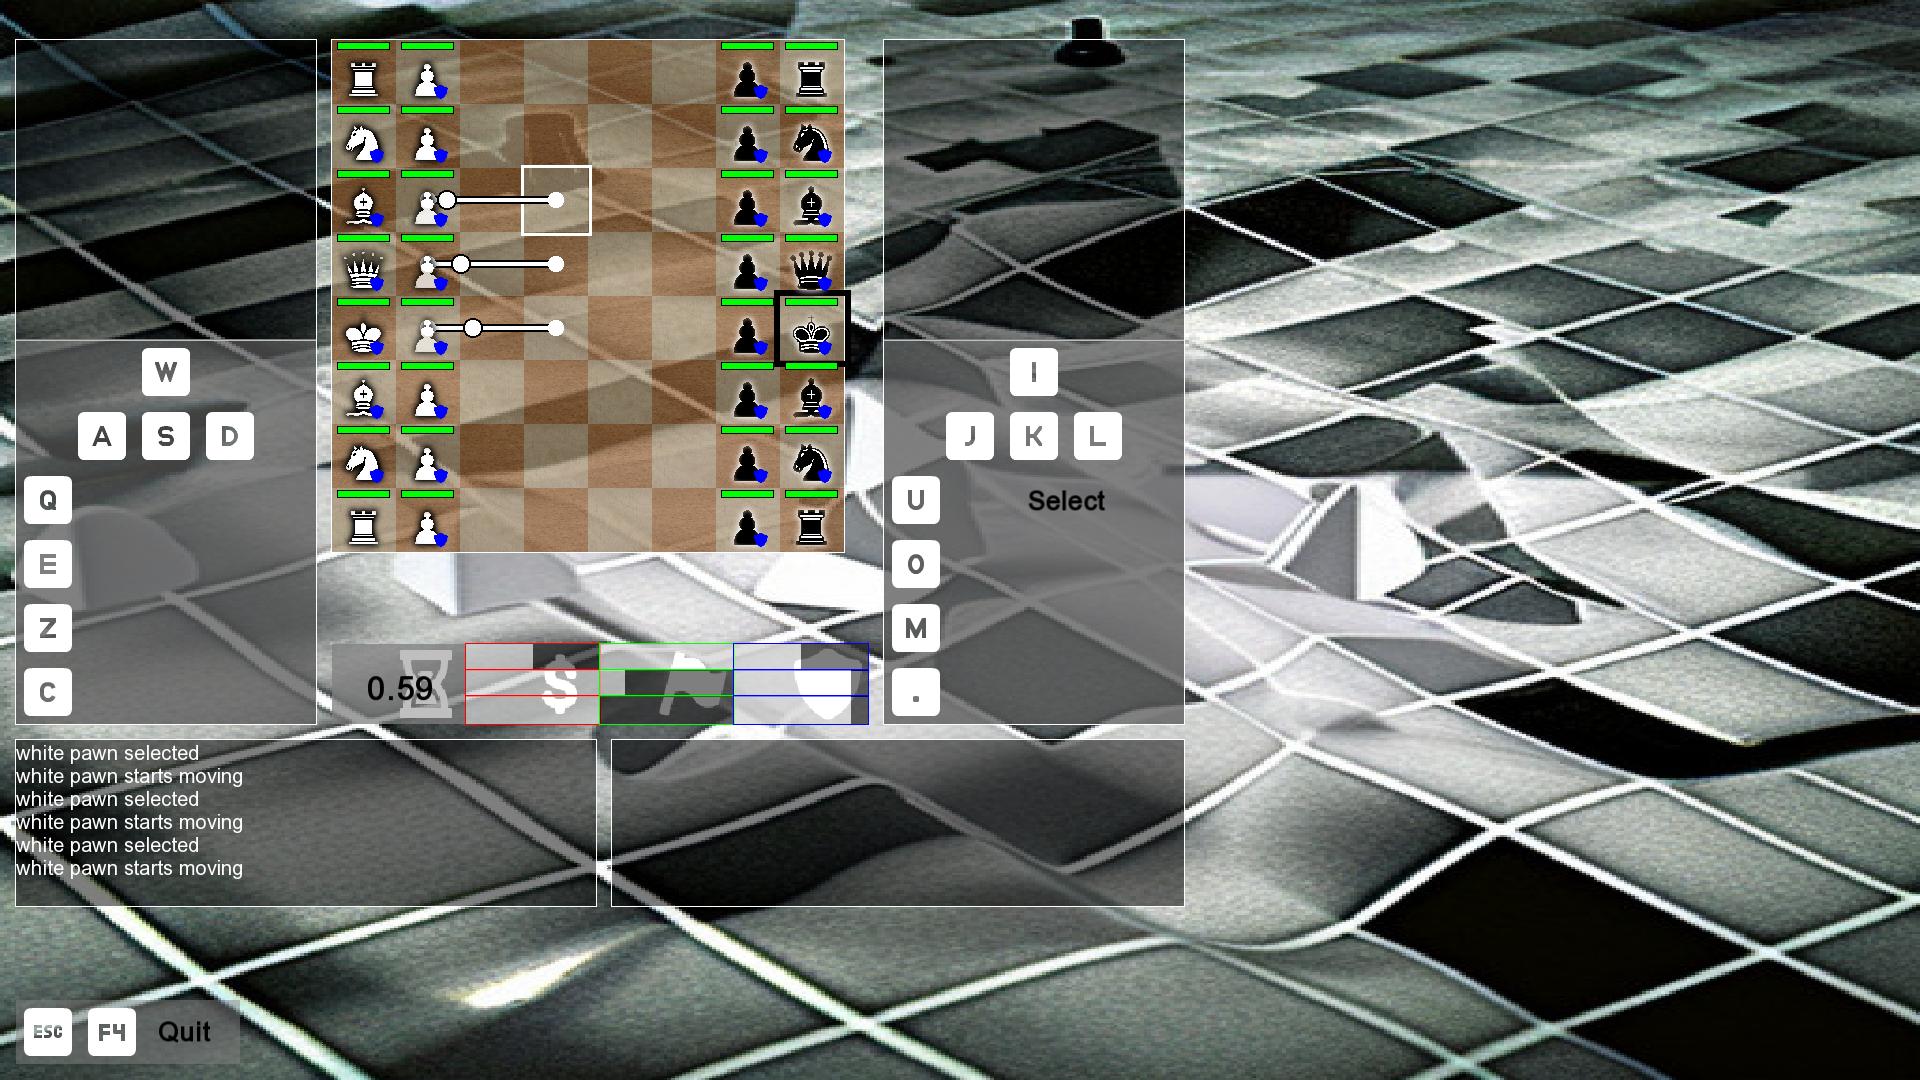 W
A S D
Q
E
Z
C
I
J K L
U Select
O
M
.
0.59 $
white pawn selected
white pawn starts moving
white pawn selected
white pawn starts moving
white pawn selected
white pawn starts moving
ESC F4 Quit